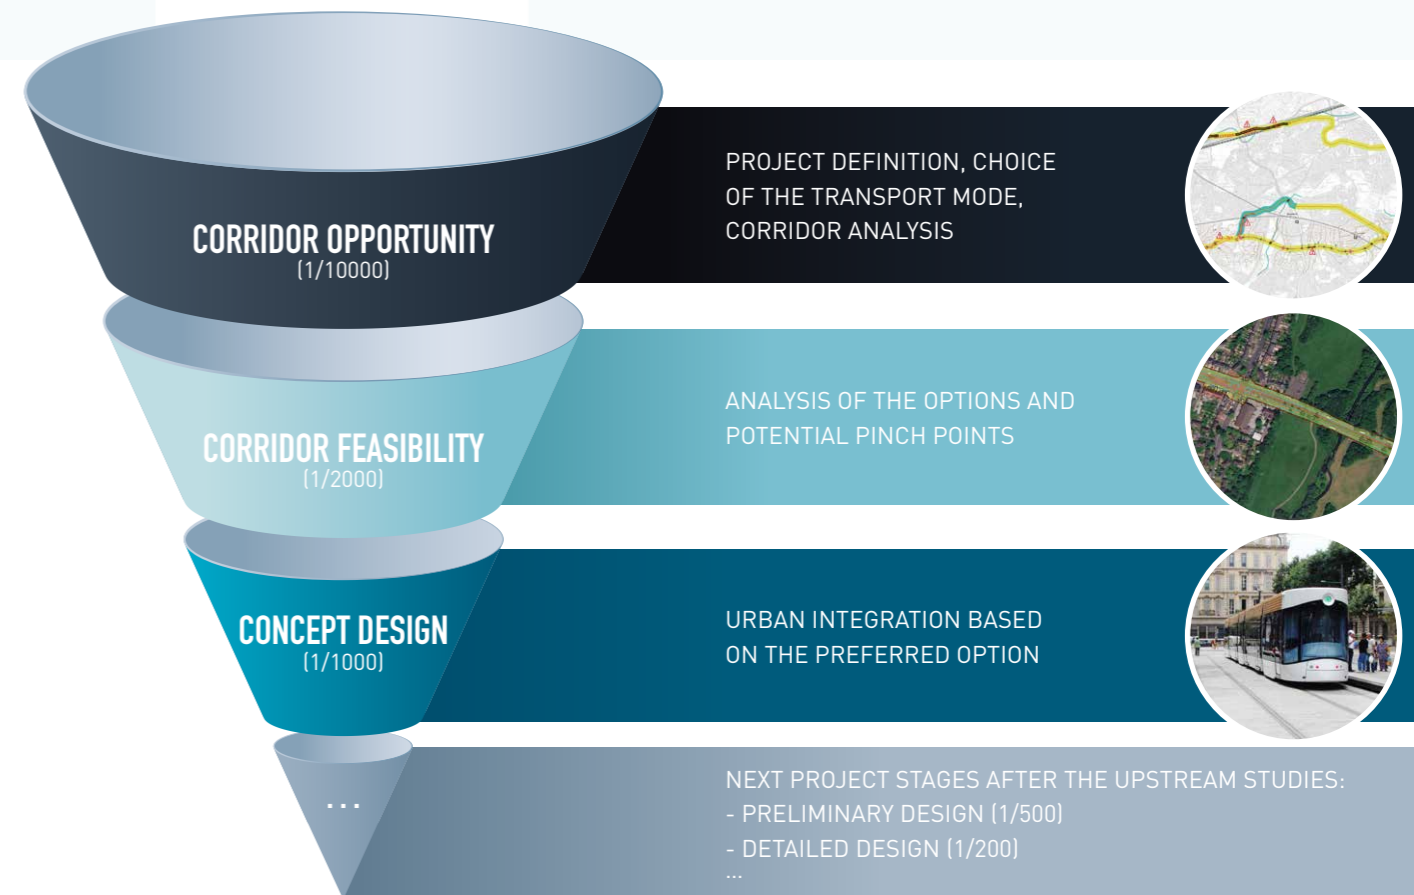 CORRIDOR OPPORTUNITY
(1/10000)
PROJECT DEFINITION, CHOICE
OF THE TRANSPORT MODE,
CORRIDOR ANALYSIS
CORRIDOR FEASIBILITY
(1/2000)
ANALYSIS OF THE OPTIONS AND
POTENTIAL PINCH POINTS
CONCEPT DESIGN
(1/1000)
URBAN INTEGRATION BASED
ON THE PREFERRED OPTION
...
NEXT PROJECT STAGES AFTER THE UPSTREAM STUDIES:
- PRELIMINARY DESIGN (1/500)
- DETAILED DESIGN (1/200)
...